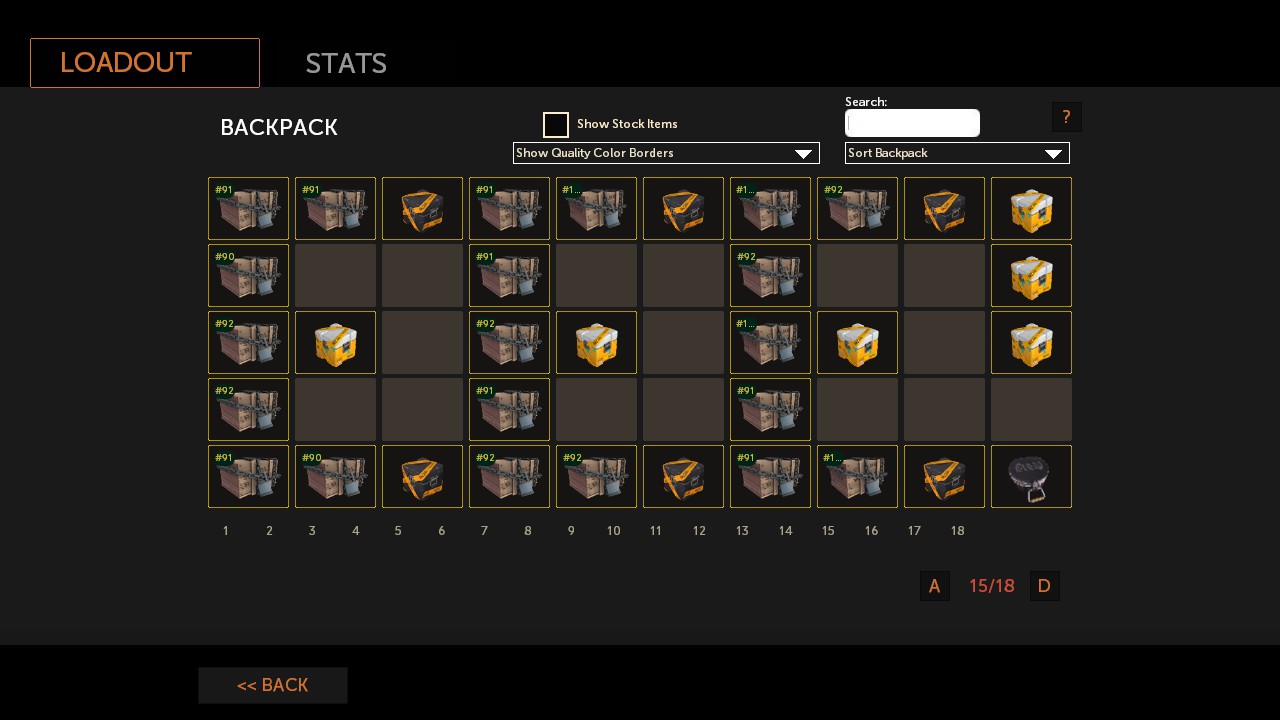 LOADOUT STATS
BACKPACK
Show Stock Items
Search:
?
Show Quality Color Borders
Sort Backpack
#91 #91 #91 #1... #1... #92
#90 #91 #92
#92 #92 #1...
#92 #91 #91
#91 #90 #92 #92 #91 #1...
1 2 3 4 5 6 7 8 9 10 11 12 13 14 15 16 17 18
A 15/18 D
<< BACK